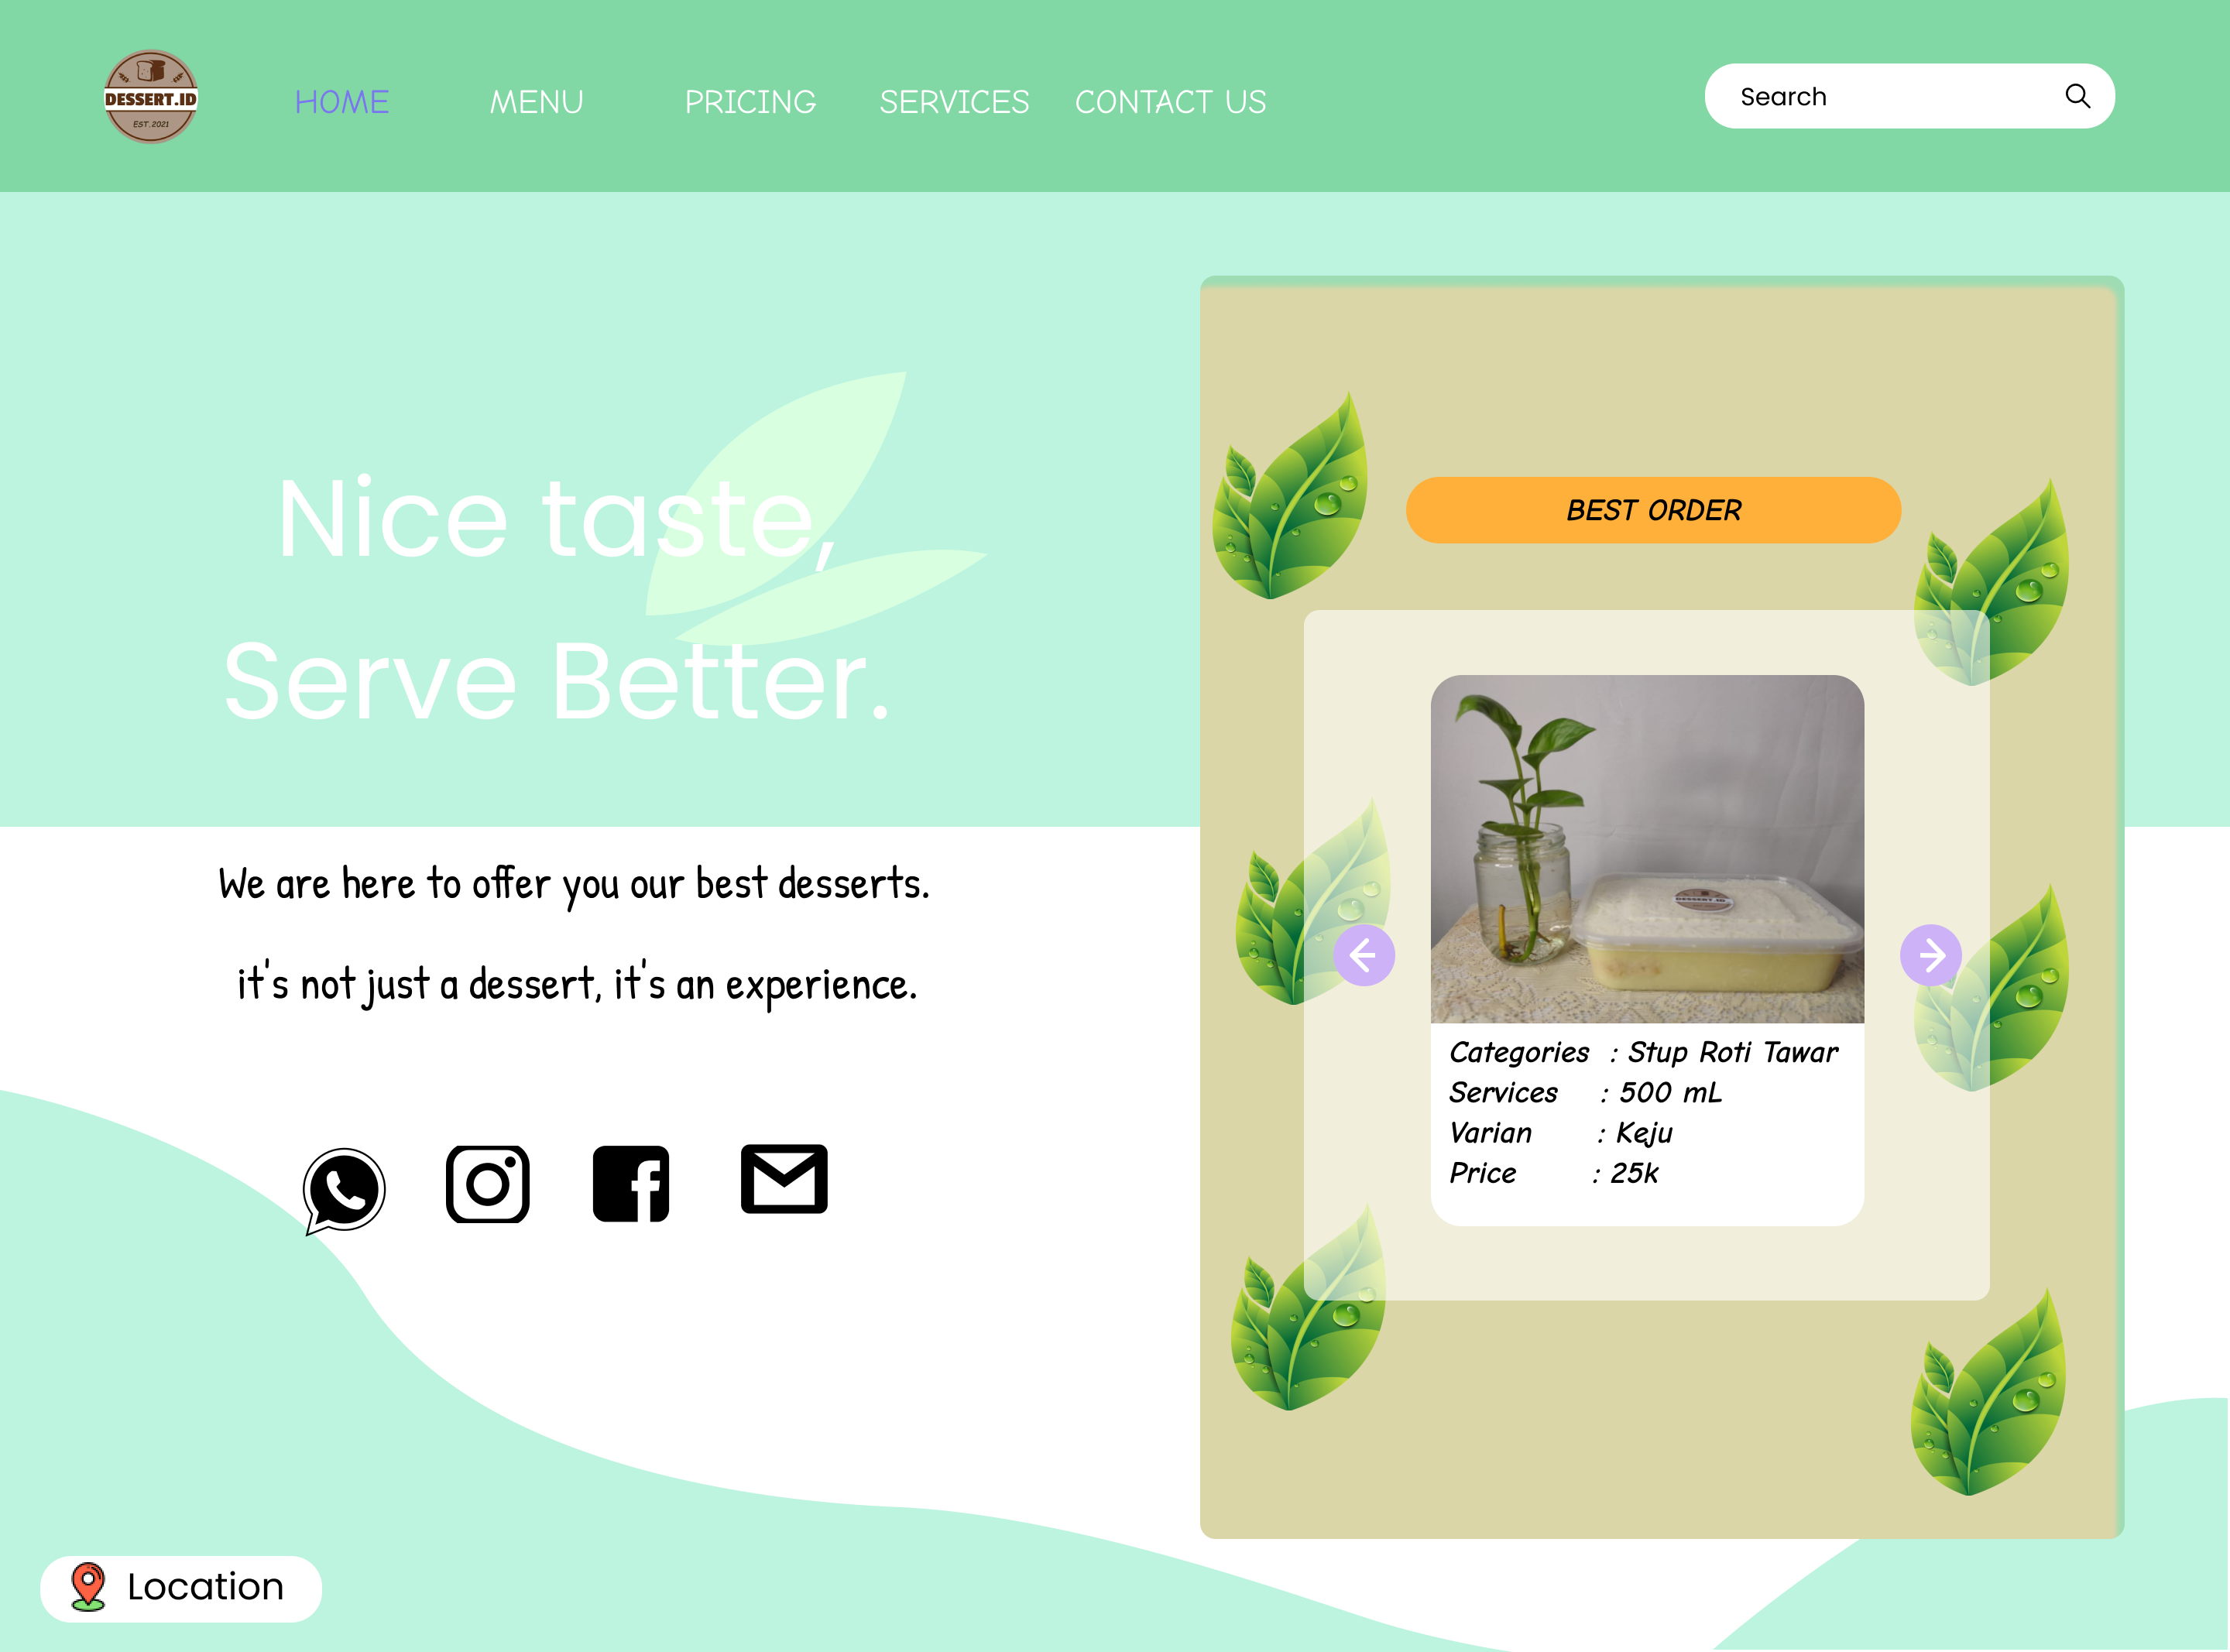 DESSERT.ID
EST.2021
HOME
MENU
PRICING
SERVICES
CONTACT US
Search
Nice taste,
Serve Better.
We are here to offer you our best desserts.
it's not just a dessert, it's an experience.
Location
BEST ORDER
DESSERT.ID
Categories : Stup Roti Tawar
Services : 500 mL
Varian : Keju
Price : 25k